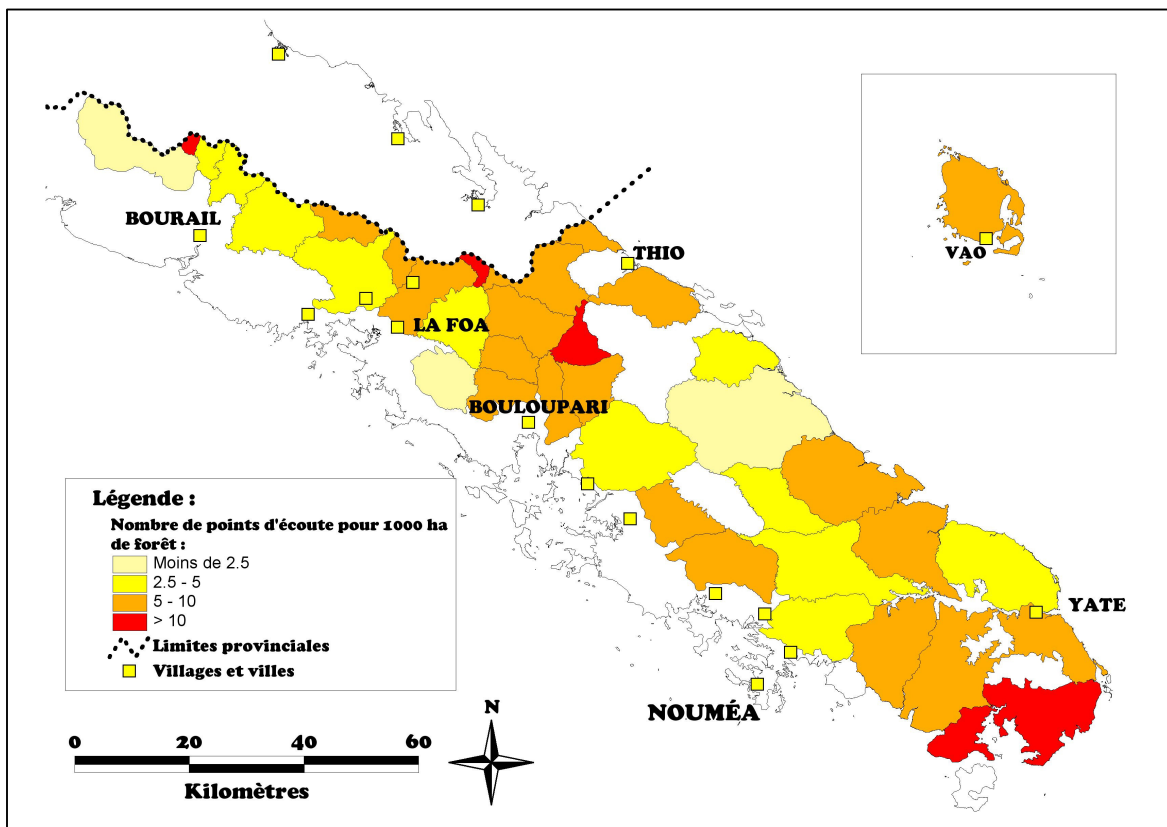 BOURAIL
THIO
VAO
LA FOA
BOULOUPARI
YATE
NOUMÉA
Légende :
Nombre de points d'écoute pour 1000 ha
de forêt :
Moins de 2.5
2.5 - 5
5 - 10
> 10
Limites provinciales
Villages et villes
N
0 20 40 60
Kilomètres